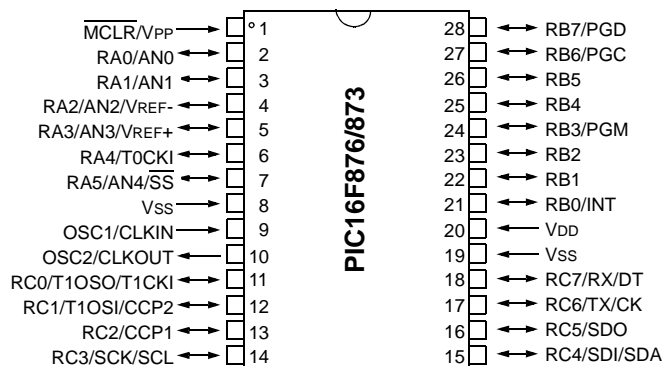 MCLR/VPP 1 28 RB7/PGD
RA0/AN0 2 27 RB6/PGC
RA1/AN1 3 26 RB5
RA2/AN2/VREF- 4 25 RB4
RA3/AN3/VREF+ 5 24 RB3/PGM
RA4/T0CKI 6 23 RB2
RA5/AN4/SS 7 22 RB1
VSS 8 21 RB0/INT
OSC1/CLKIN 9 20 VDD
OSC2/CLKOUT 10 19 VSS
RC0/T1OSO/T1CKI 11 18 RC7/RX/DT
RC1/T1OSI/CCP2 12 17 RC6/TX/CK
RC2/CCP1 13 16 RC5/SDO
RC3/SCK/SCL 14 15 RC4/SDI/SDA
PIC16F876/873